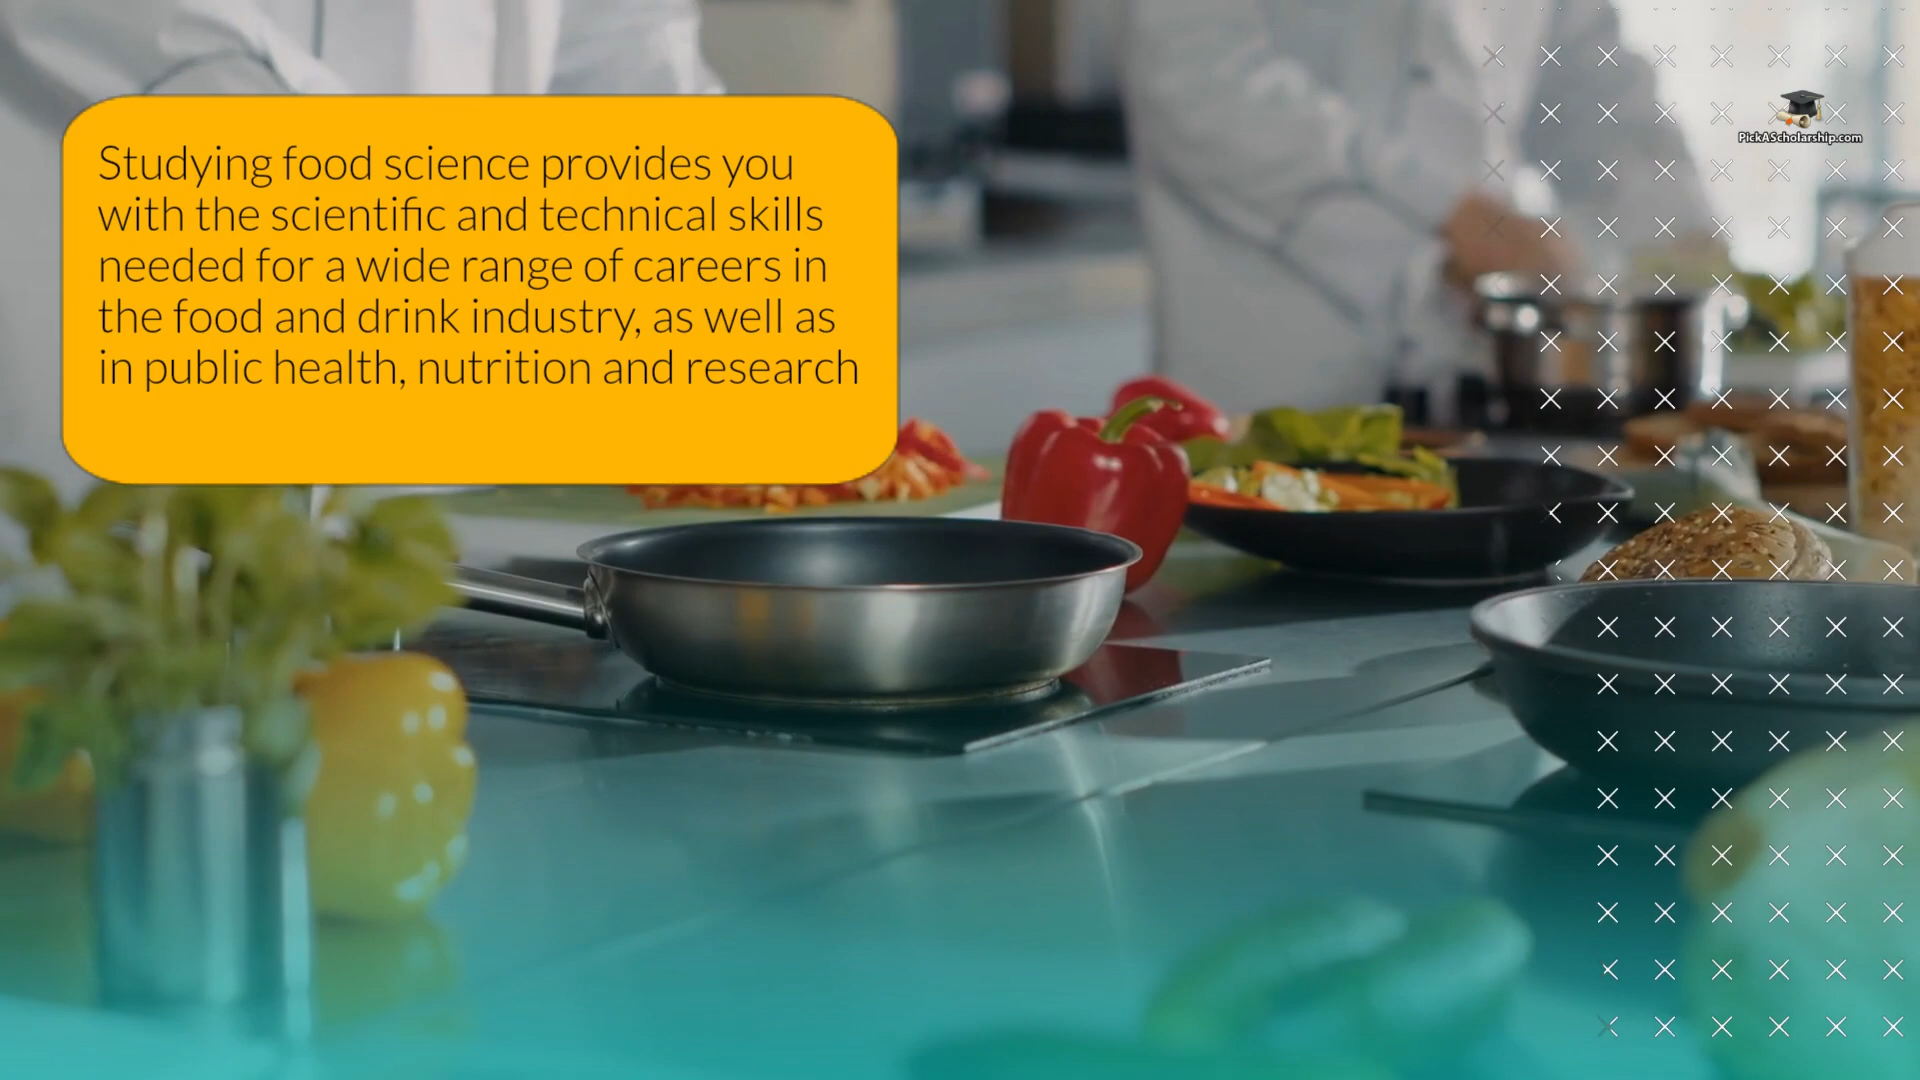 Studying food science provides you
with the scientific and technical skills
needed for a wide range of careers in
the food and drink industry, as well as
in public health, nutrition and research
PickAScholarship.com